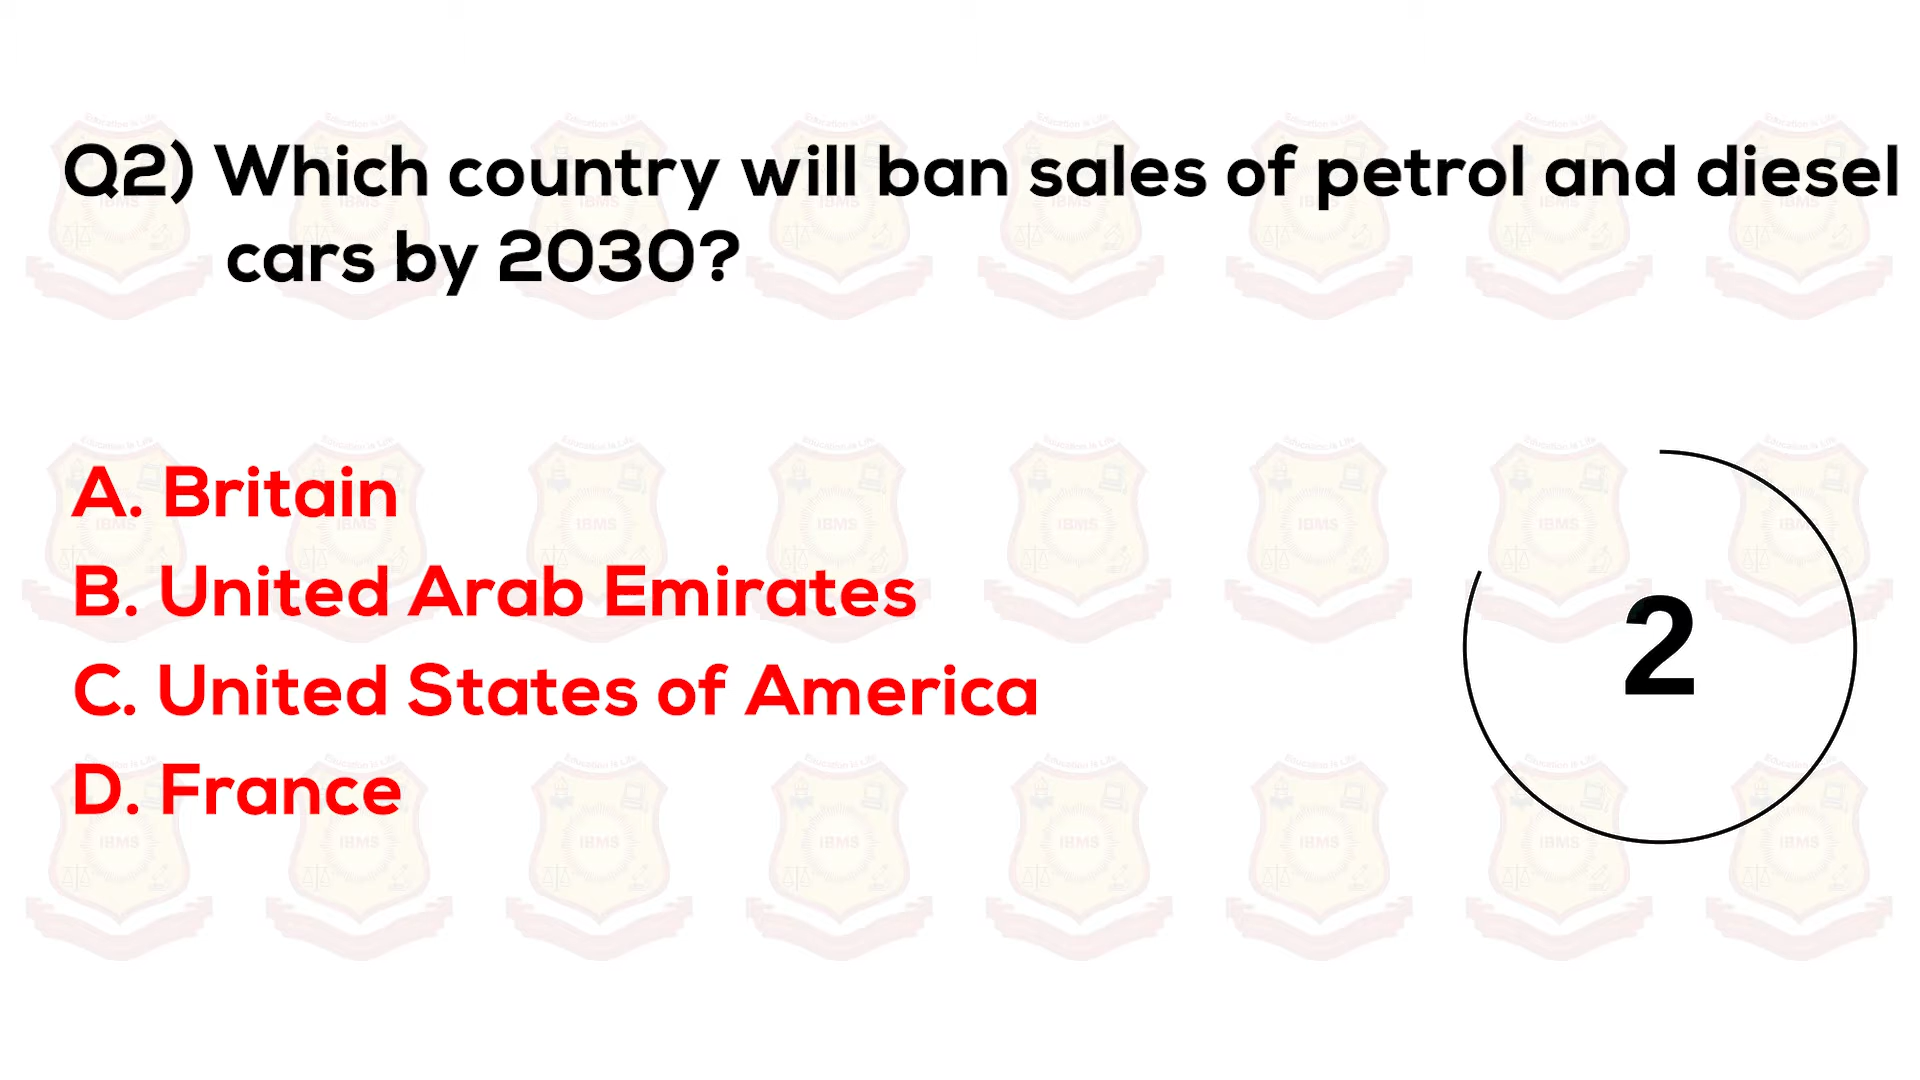 Q2) Which country will ban sales of petrol and diesel
cars by 2030?
A. Britain
B. United Arab Emirates
C. United States of America
D. France
2